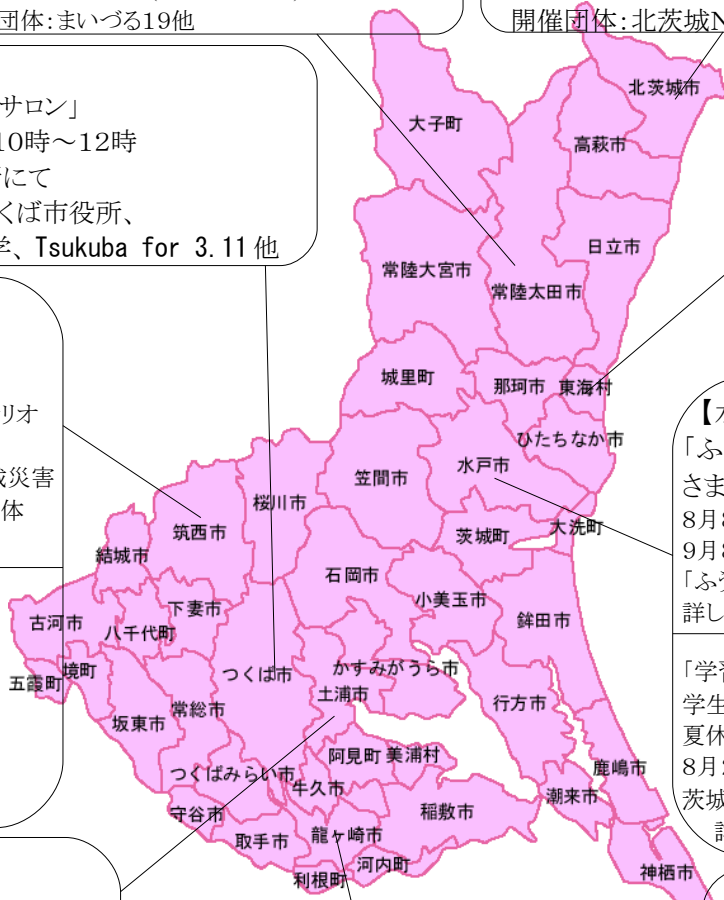 団体：まいづる19他
開催団体：北茨城N
サロン」
10時～12時
にて
くば市役所、
学、Tsukuba for 3.11他
リオ
災害
体
【水
「ふ
さま
8月8
9月8
「ふ
詳し
「学習
学生
夏休
8月
茨城
北茨城市
大子町
高萩市
日立市
常陸大宮市
常陸太田市
城里町
那珂市
東海村
ひたちなか市
水戸市
笠間市
桜川市
筑西市
茨城町
大洗町
結城市
石岡市
小美玉市
鉾田市
下妻市
古河市
八千代町
つくば市
かすみがうら市
五霞町
境町
土浦市
行方市
坂東市
常総市
阿見町
美浦村
鹿嶋市
つくばみらい市
牛久市
潮来市
守谷市
稲敷市
取手市
龍ヶ崎市
河内町
利根町
神栖市